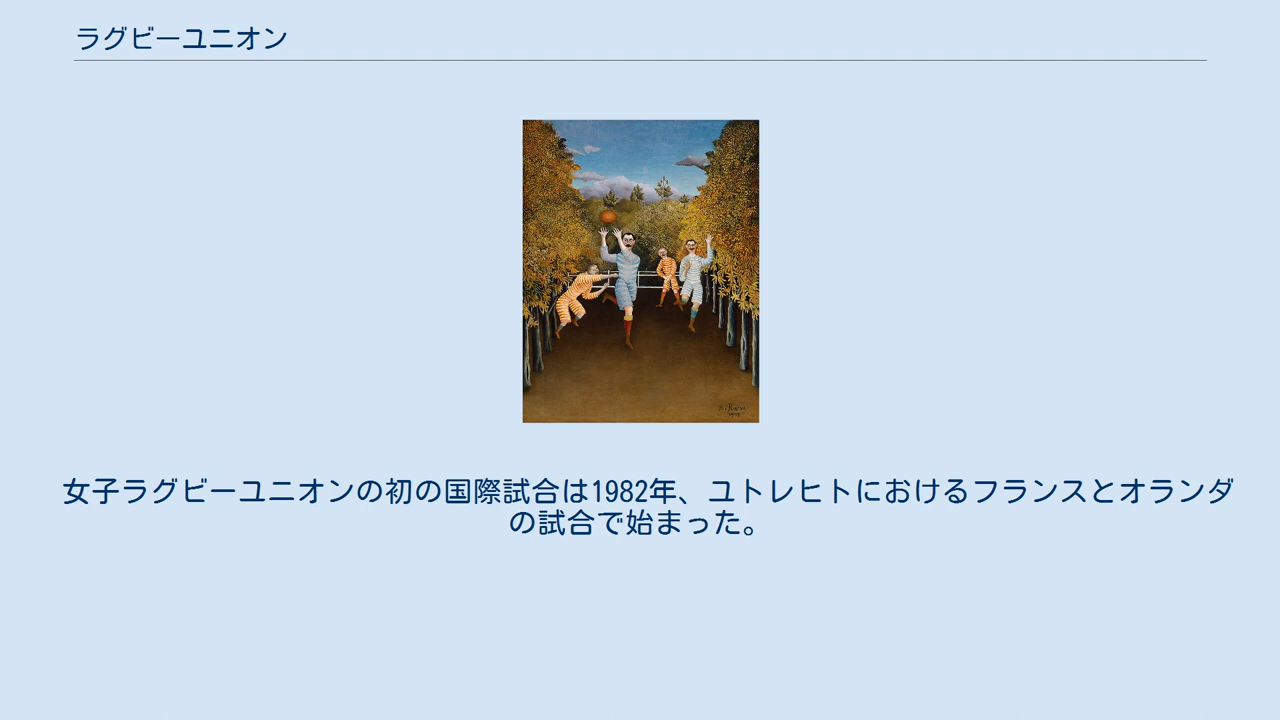 ラグビーユニオン
女子ラグビーユニオンの初の国際試合は1982年、ユトレヒトにおけるフランスとオランダ
の試合で始まった。